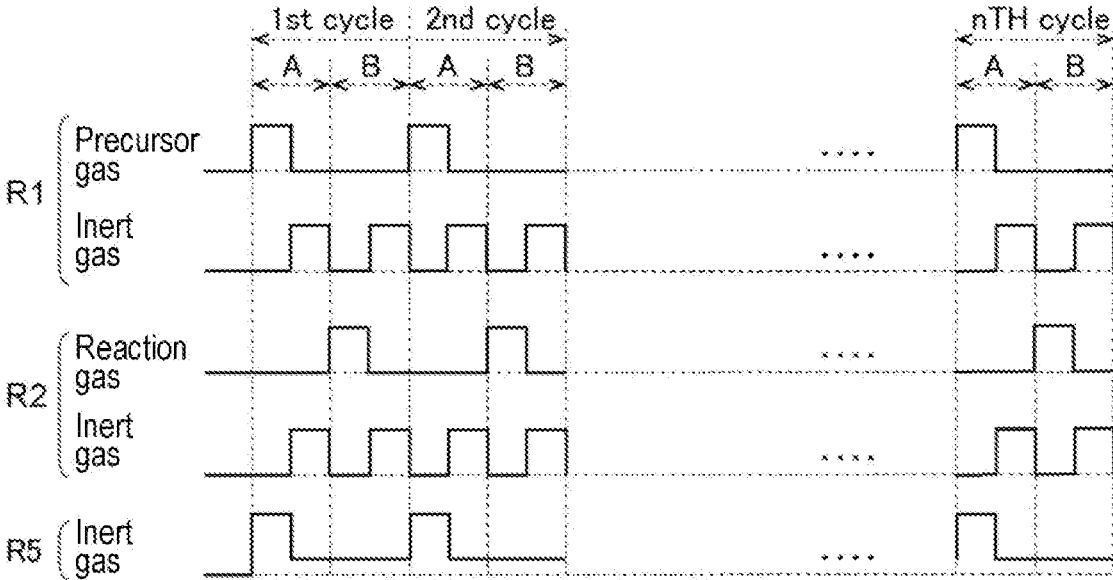 1st cycle 2nd cycle nTH cycle
A B A B A B
R1
Precursor
gas
....
Inert
gas
....
R2
Reaction
gas
....
Inert
gas
....
R5
Inert
gas
....